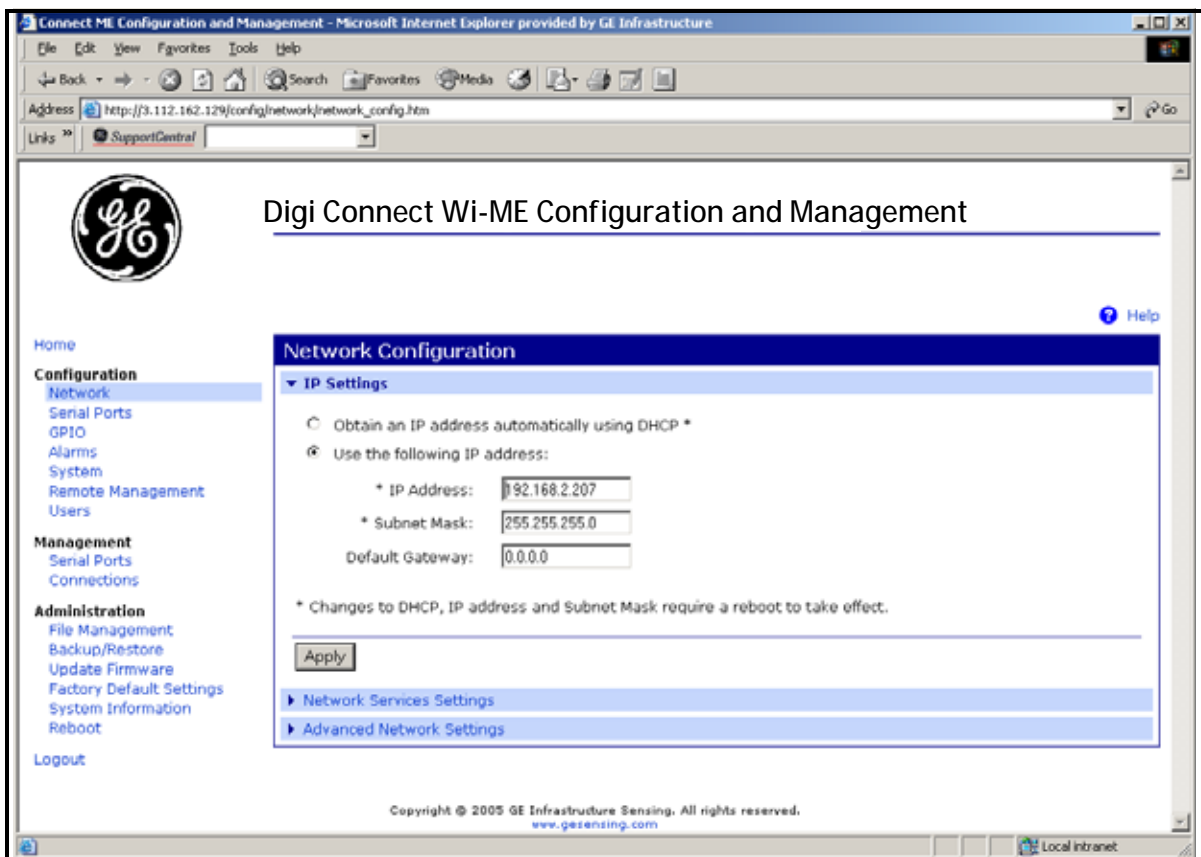 Connect ME Configuration and Management - Microsoft Internet Explorer provided by GE Infrastructure
File Edit View Favorites Tools Help
Back Search Favorites Media
Address http://3.112.162.129/config/network/network_config.htm Go
Links » SupportCentral
GE
Digi Connect Wi-ME Configuration and Management
? Help
Home
Configuration
Network
Serial Ports
GPIO
Alarms
System
Remote Management
Users
Management
Serial Ports
Connections
Administration
File Management
Backup/Restore
Update Firmware
Factory Default Settings
System Information
Reboot
Logout
Network Configuration
IP Settings
Obtain an IP address automatically using DHCP *
Use the following IP address:
* IP Address: 192.168.2.207
* Subnet Mask: 255.255.255.0
Default Gateway: 0.0.0.0
* Changes to DHCP, IP address and Subnet Mask require a reboot to take effect.
Apply
Network Services Settings
Advanced Network Settings
Copyright © 2005 GE Infrastructure Sensing. All rights reserved.
www.gesensing.com
Local intranet